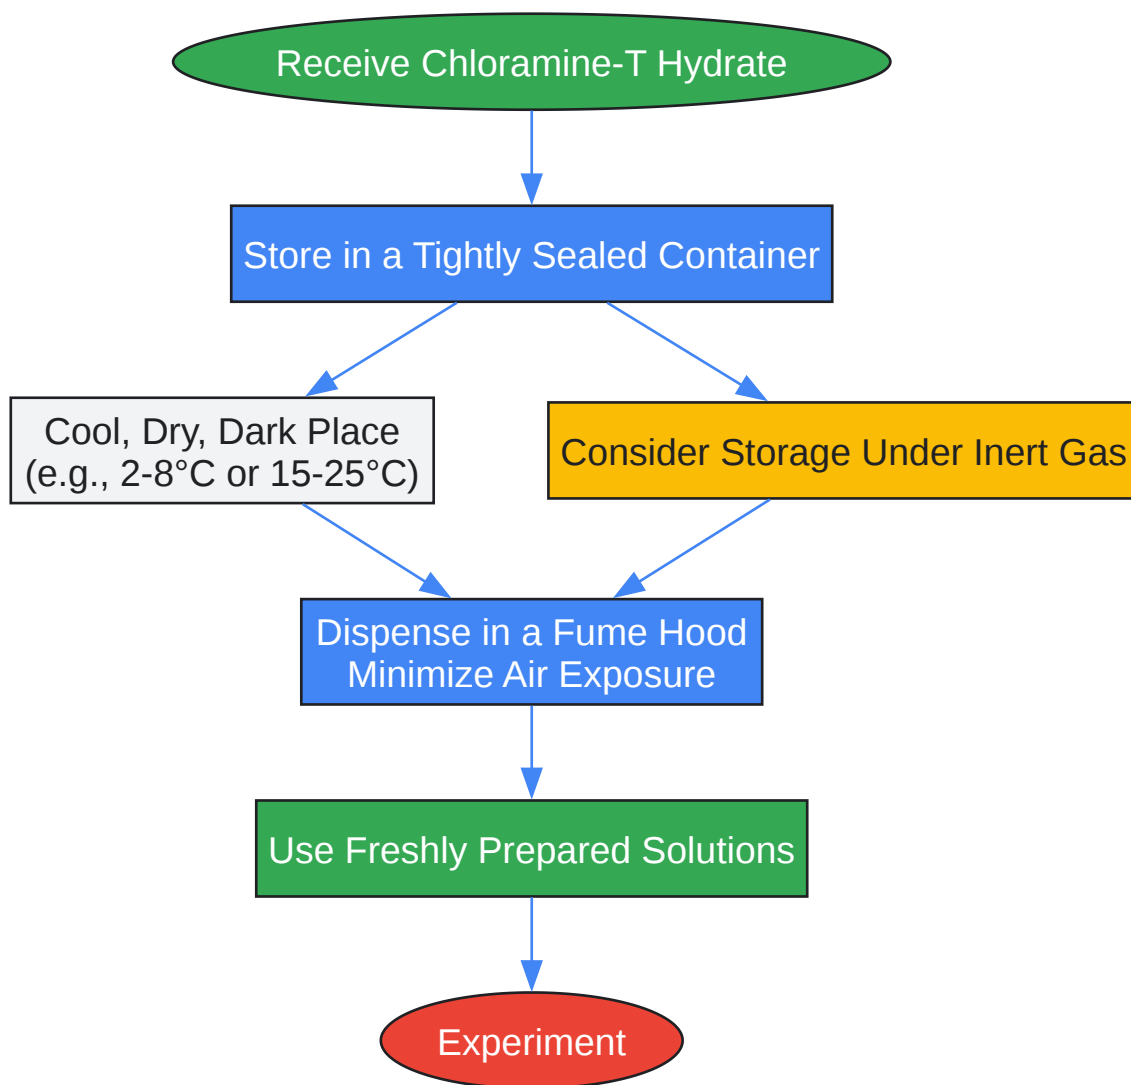 Receive Chloramine-T Hydrate
Store in a Tightly Sealed Container
Cool, Dry, Dark Place
(e.g., 2-8°C or 15-25°C)
Consider Storage Under Inert Gas
Dispense in a Fume Hood
Minimize Air Exposure
Use Freshly Prepared Solutions
Experiment